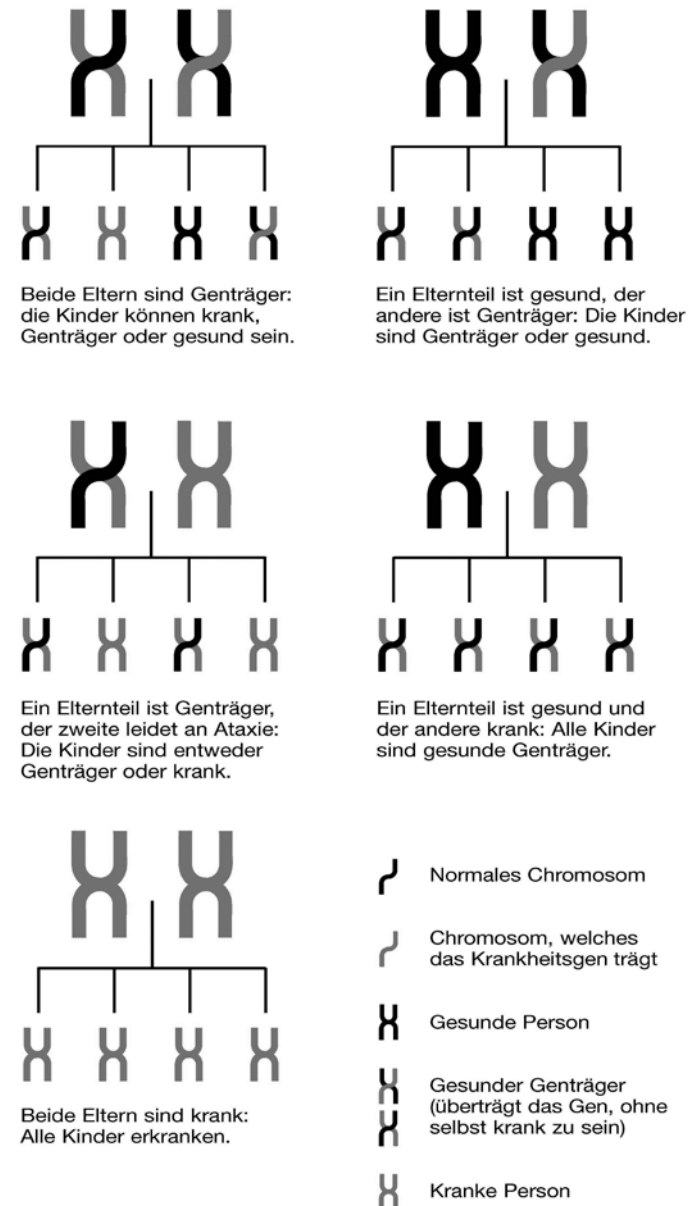 Beide Eltern sind Genträger:
die Kinder können krank,
Genträger oder gesund sein.
Ein Elternteil ist gesund, der
andere ist Genträger: Die Kinder
sind Genträger oder gesund.
Ein Elternteil ist Genträger,
der zweite leidet an Ataxie:
Die Kinder sind entweder
Genträger oder krank.
Ein Elternteil ist gesund und
der andere krank: Alle Kinder
sind gesunde Genträger.
Beide Eltern sind krank:
Alle Kinder erkranken.
Normales Chromosom
Chromosom, welches
das Krankheitsgen trägt
Gesunde Person
Gesunder Genträger
(überträgt das Gen, ohne
selbst krank zu sein)
Kranke Person